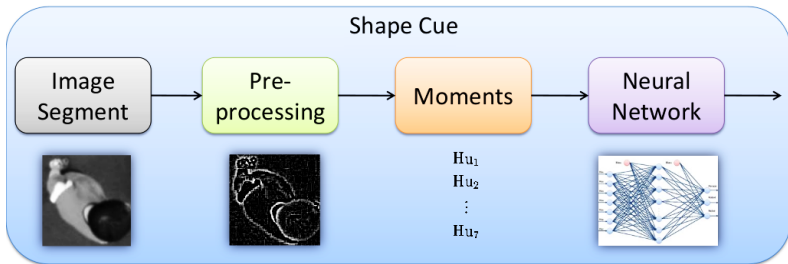 Shape Cue
Image
Segment
Pre-
processing
Moments
Neural
Network
Hu₁
Hu₂
⋮
Hu₇